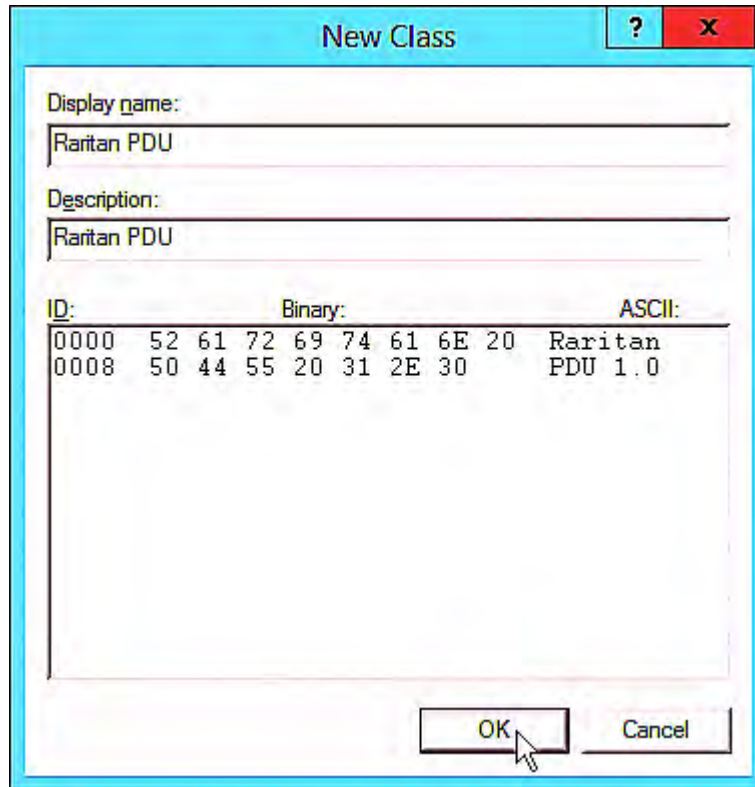 New Class
? x
Display name:
Raritan PDU
Description:
Raritan PDU
ID: Binary: ASCII:
0000 52 61 72 69 74 61 6E 20 Raritan
0008 50 44 55 20 31 2E 30 PDU 1.0
OK Cancel